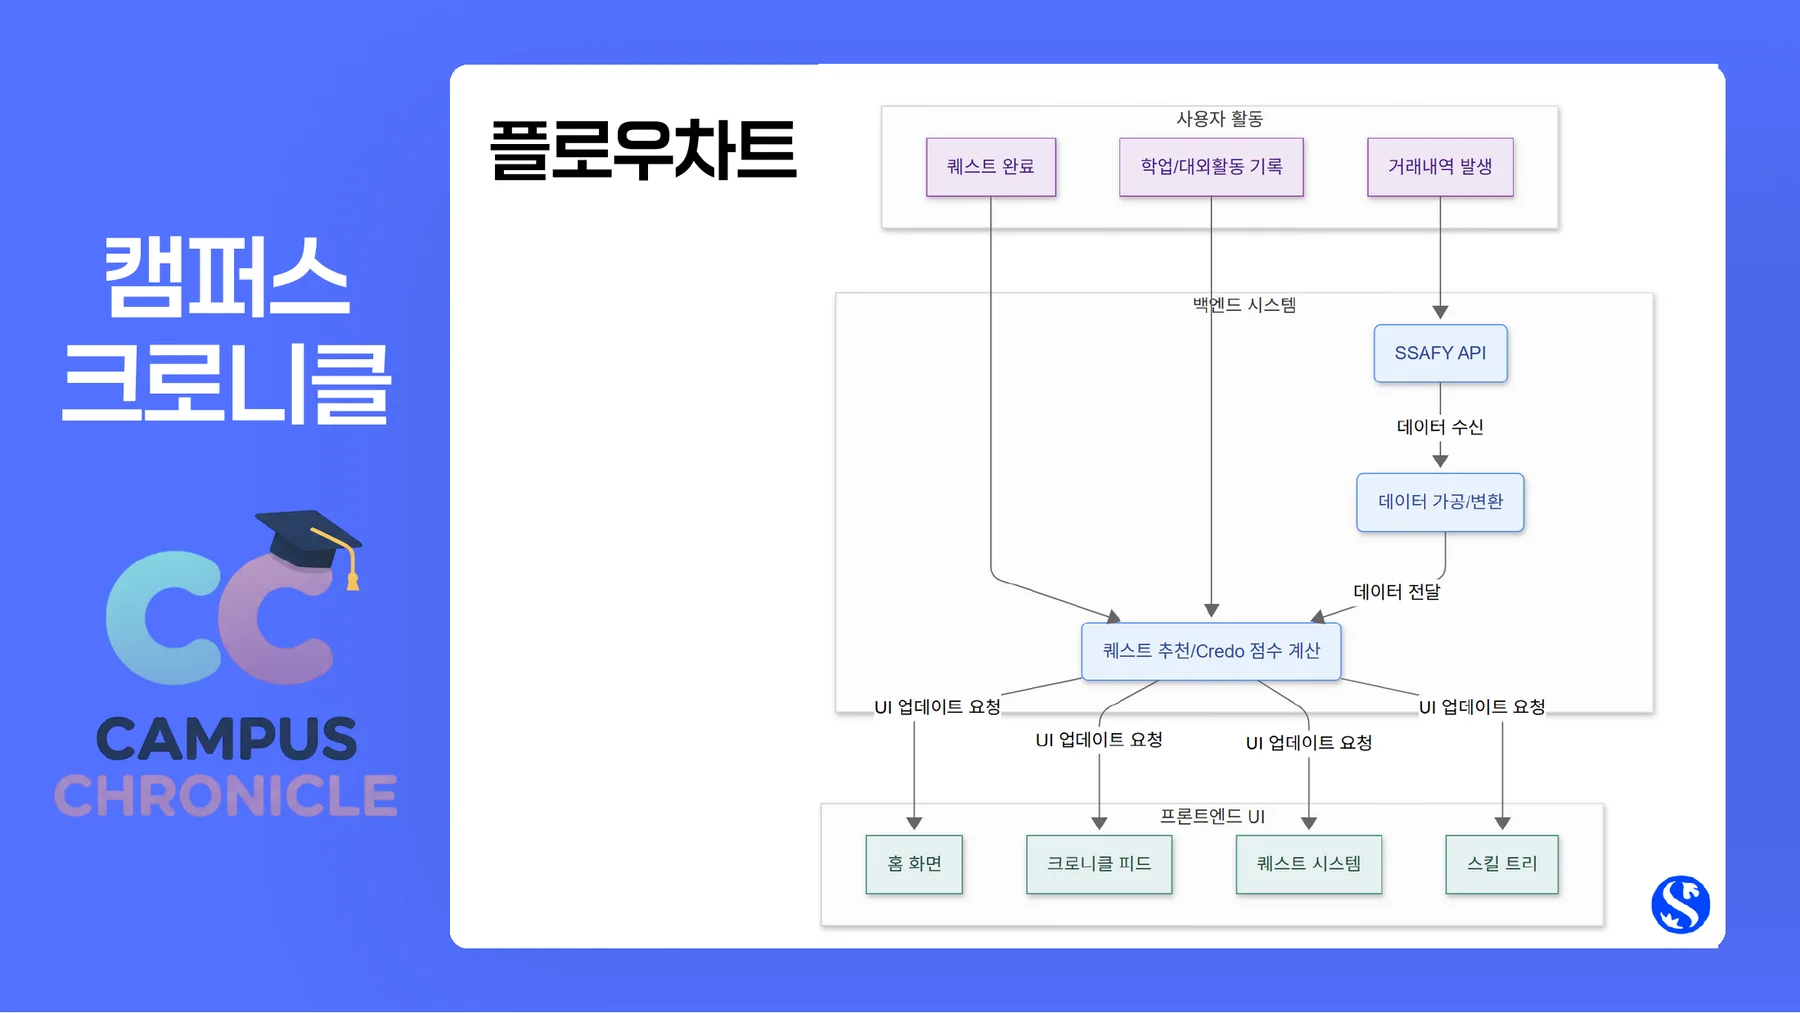 캠퍼스
크로니클
CAMPUS
CHRONICLE
플로우차트
사용자 활동
퀘스트 완료
학업/대외활동 기록
거래내역 발생
백엔드 시스템
SSAFY API
데이터 수신
데이터 가공/변환
데이터 전달
퀘스트 추천/Credo 점수 계산
UI 업데이트 요청
UI 업데이트 요청
UI 업데이트 요청
UI 업데이트 요청
프론트엔드 UI
홈 화면
크로니클 피드
퀘스트 시스템
스킬 트리